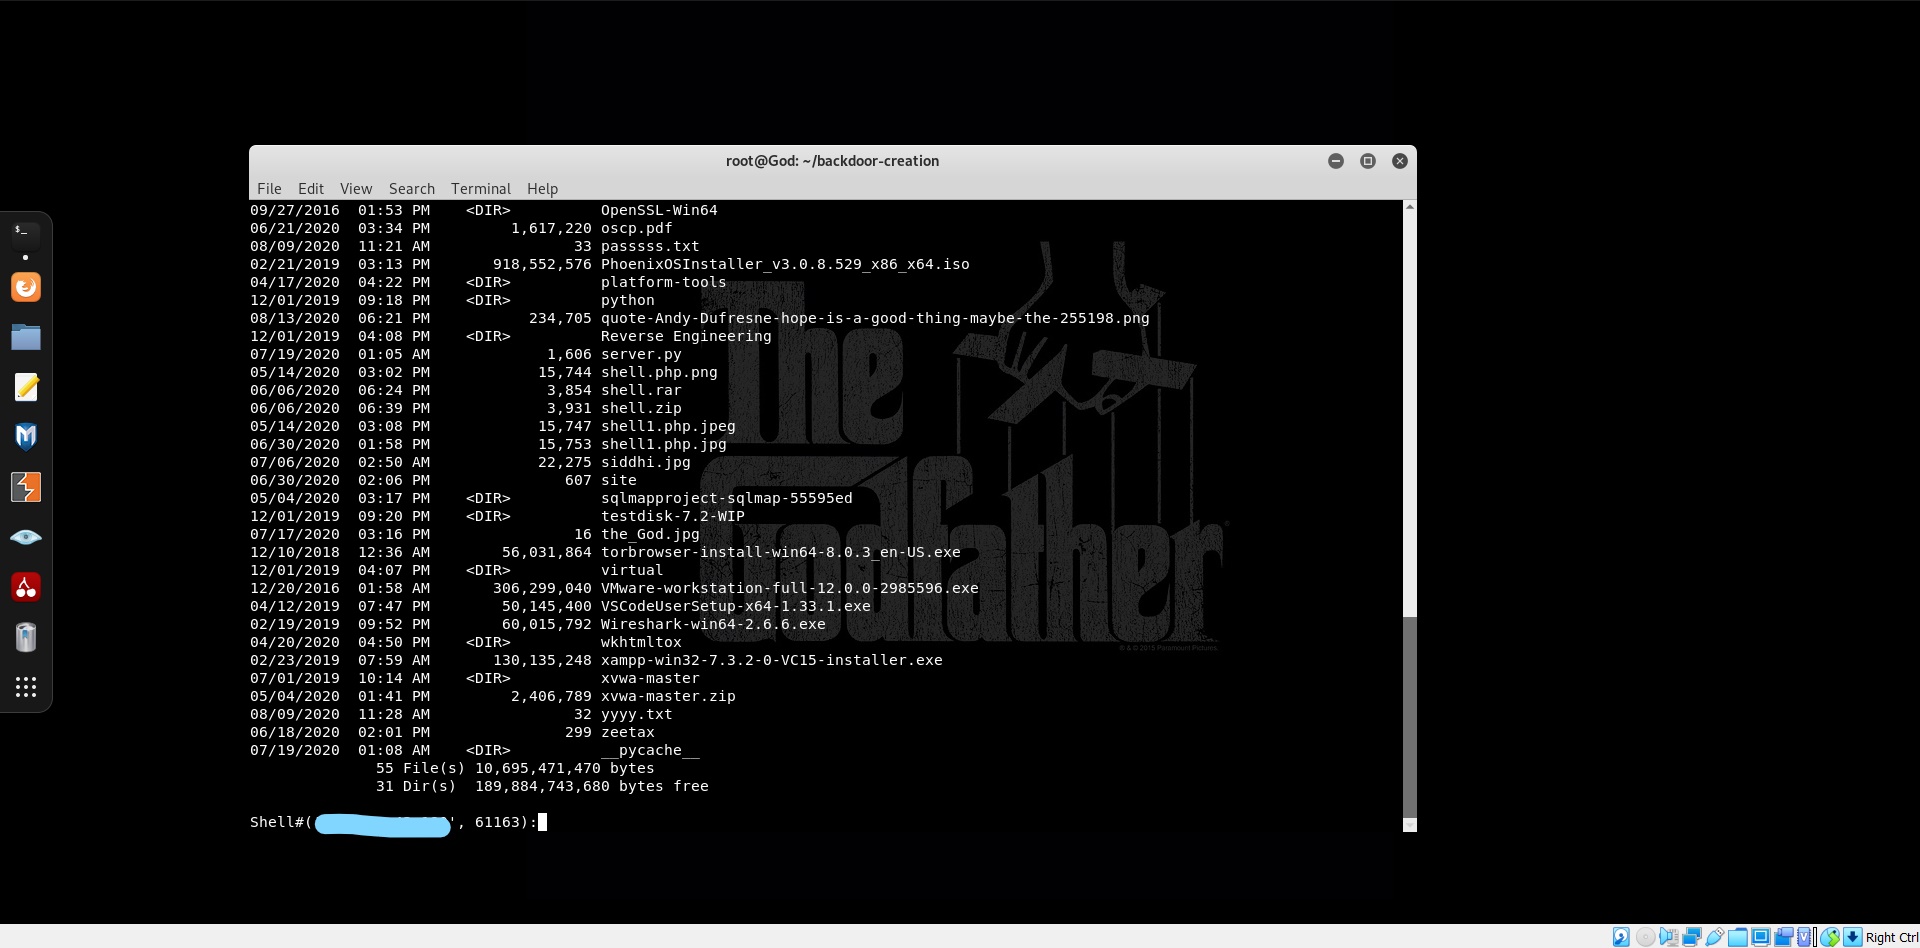 root@God: ~/backdoor-creation
File Edit View Search Terminal Help
09/27/2016 01:53 PM <DIR> OpenSSL-Win64
06/21/2020 03:34 PM 1,617,220 oscp.pdf
08/09/2020 11:21 AM 33 passsss.txt
02/21/2019 03:13 PM 918,552,576 PhoenixOSInstaller_v3.0.8.529_x86_x64.iso
04/17/2020 04:22 PM <DIR> platform-tools
12/01/2019 09:18 PM <DIR> python
08/13/2020 06:21 PM 234,705 quote-Andy-Dufresne-hope-is-a-good-thing-maybe-the-255198.png
12/01/2019 04:08 PM <DIR> Reverse Engineering
07/19/2020 01:05 AM 1,606 server.py
05/14/2020 03:02 PM 15,744 shell.php.png
06/06/2020 06:24 PM 3,854 shell.rar
06/06/2020 06:39 PM 3,931 shell.zip
05/14/2020 03:08 PM 15,747 shell1.php.jpeg
06/30/2020 01:58 PM 15,753 shell1.php.jpg
07/06/2020 02:50 AM 22,275 siddhi.jpg
06/30/2020 02:06 PM 607 site
05/04/2020 03:17 PM <DIR> sqlmapproject-sqlmap-55595ed
12/01/2019 09:20 PM <DIR> testdisk-7.2-WIP
07/17/2020 03:16 PM 16 the_God.jpg
12/10/2018 12:36 AM 56,031,864 torbrowser-install-win64-8.0.3_en-US.exe
12/01/2019 04:07 PM <DIR> virtual
12/20/2016 01:58 AM 306,299,040 VMware-workstation-full-12.0.0-2985596.exe
04/12/2019 07:47 PM 50,145,400 VSCodeUserSetup-x64-1.33.1.exe
02/19/2019 09:52 PM 60,015,792 Wireshark-win64-2.6.6.exe
04/20/2020 04:50 PM <DIR> wkhtmltox
02/23/2019 07:59 AM 130,135,248 xampp-win32-7.3.2-0-VC15-installer.exe
07/01/2019 10:14 AM <DIR> xvwa-master
05/04/2020 01:41 PM 2,406,789 xvwa-master.zip
08/09/2020 11:28 AM 32 yyyy.txt
06/18/2020 02:01 PM 299 zeetax
07/19/2020 01:08 AM <DIR> __pycache__
55 File(s) 10,695,471,470 bytes
31 Dir(s) 189,884,743,680 bytes free
Shell#( ', 61163):
The
Godfather
® & © 2015 Paramount Pictures.
Right Ctrl